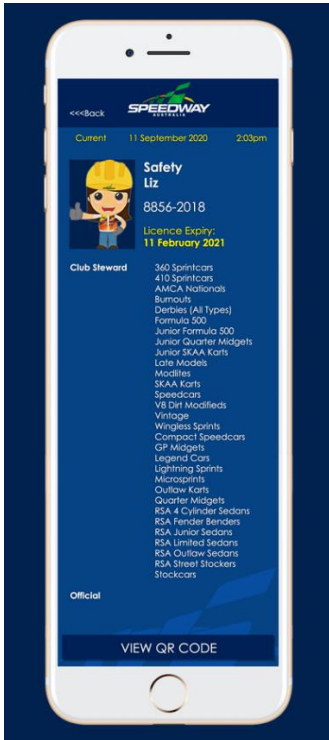 <<<Back
SPEEDWAY
AUSTRALIA
Current 11 September 2020 2:03pm
Safety
Liz
8856-2018
Licence Expiry:
11 February 2021
Club Steward
360 Sprintcars
410 Sprintcars
AMCA Nationals
Burnouts
Derbies (All Types)
Formula 500
Junior Formula 500
Junior Quarter Midgets
Junior SKAA Karts
Late Models
Modlites
SKAA Karts
Speedcars
V8 Dirt Modifieds
Vintage
Wingless Sprints
Compact Speedcars
GP Midgets
Legend Cars
Lightning Sprints
Microsprints
Outlaw Karts
Quarter Midgets
RSA 4 Cylinder Sedans
RSA Fender Benders
RSA Junior Sedans
RSA Limited Sedans
RSA Outlaw Sedans
RSA Street Stockers
Stockcars
Official
VIEW QR CODE